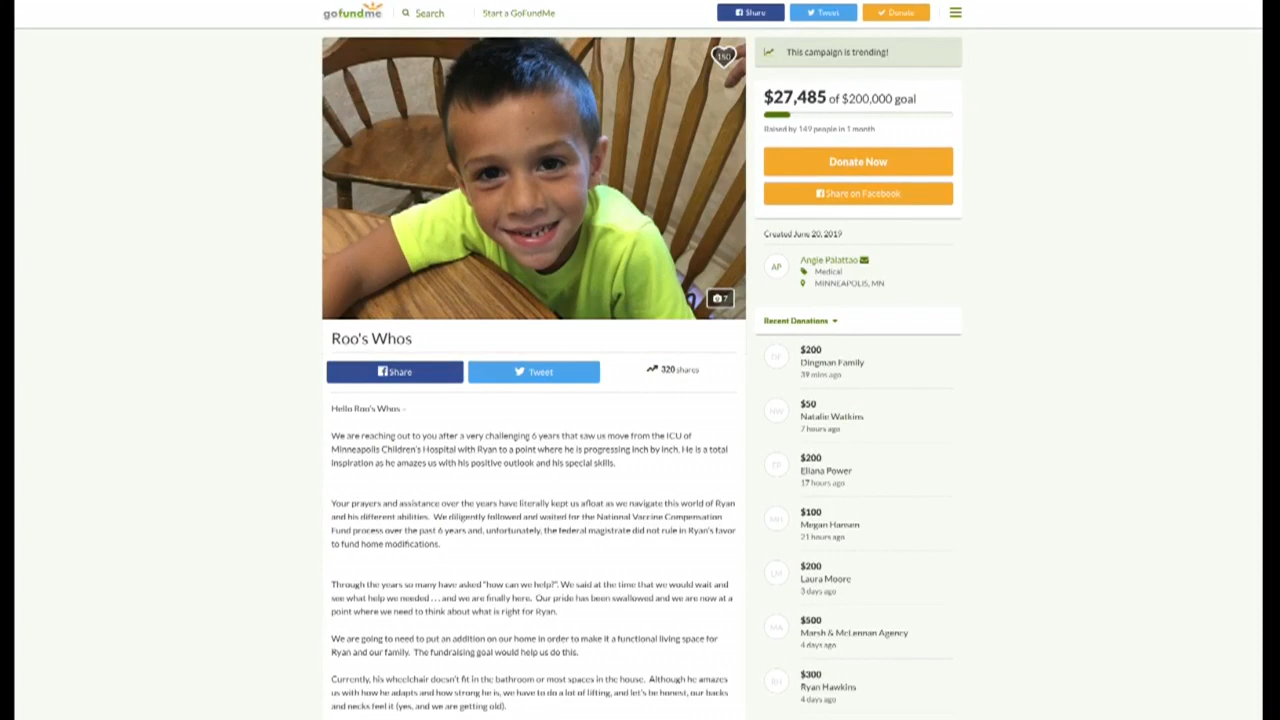 gofundme
Search
Start a GoFundMe
Share
Tweet
Donate
150
7
Roo's Whos
Share
Tweet
320 shares
Hello Roo's Whos –
We are reaching out to you after a very challenging 6 years that saw us move from the ICU of
Minneapolis Children's Hospital with Ryan to a point where he is progressing inch by inch. He is a total
inspiration as he amazes us with his positive outlook and his special skills.
Your prayers and assistance over the years have literally kept us afloat as we navigate this world of Ryan
and his different abilities. We diligently followed and waited for the National Vaccine Compensation
Fund process over the past 6 years and, unfortunately, the federal magistrate did not rule in Ryan's favor
to fund home modifications.
Through the years so many have asked "how can we help?". We said at the time that we would wait and
see what help we needed . . . and we are finally here. Our pride has been swallowed and we are now at a
point where we need to think about what is right for Ryan.
We are going to need to put an addition on our home in order to make it a functional living space for
Ryan and our family. The fundraising goal would help us do this.
Currently, his wheelchair doesn't fit in the bathroom or most spaces in the house. Although he amazes
us with how he adapts and how strong he is, we have to do a lot of lifting, and let's be honest, our backs
and necks feel it (yes, and we are getting old).
This campaign is trending!
$27,485 of $200,000 goal
Raised by 149 people in 1 month
Donate Now
Share on Facebook
Created June 20, 2019
AP
Angie Palattao
Medical
MINNEAPOLIS, MN
Recent Donations
DF
$200
Dingman Family
39 mins ago
NW
$50
Natalie Watkins
7 hours ago
EP
$200
Eliana Power
17 hours ago
MH
$100
Megan Hansen
21 hours ago
LM
$200
Laura Moore
3 days ago
MA
$500
Marsh & McLennan Agency
4 days ago
RH
$300
Ryan Hawkins
4 days ago